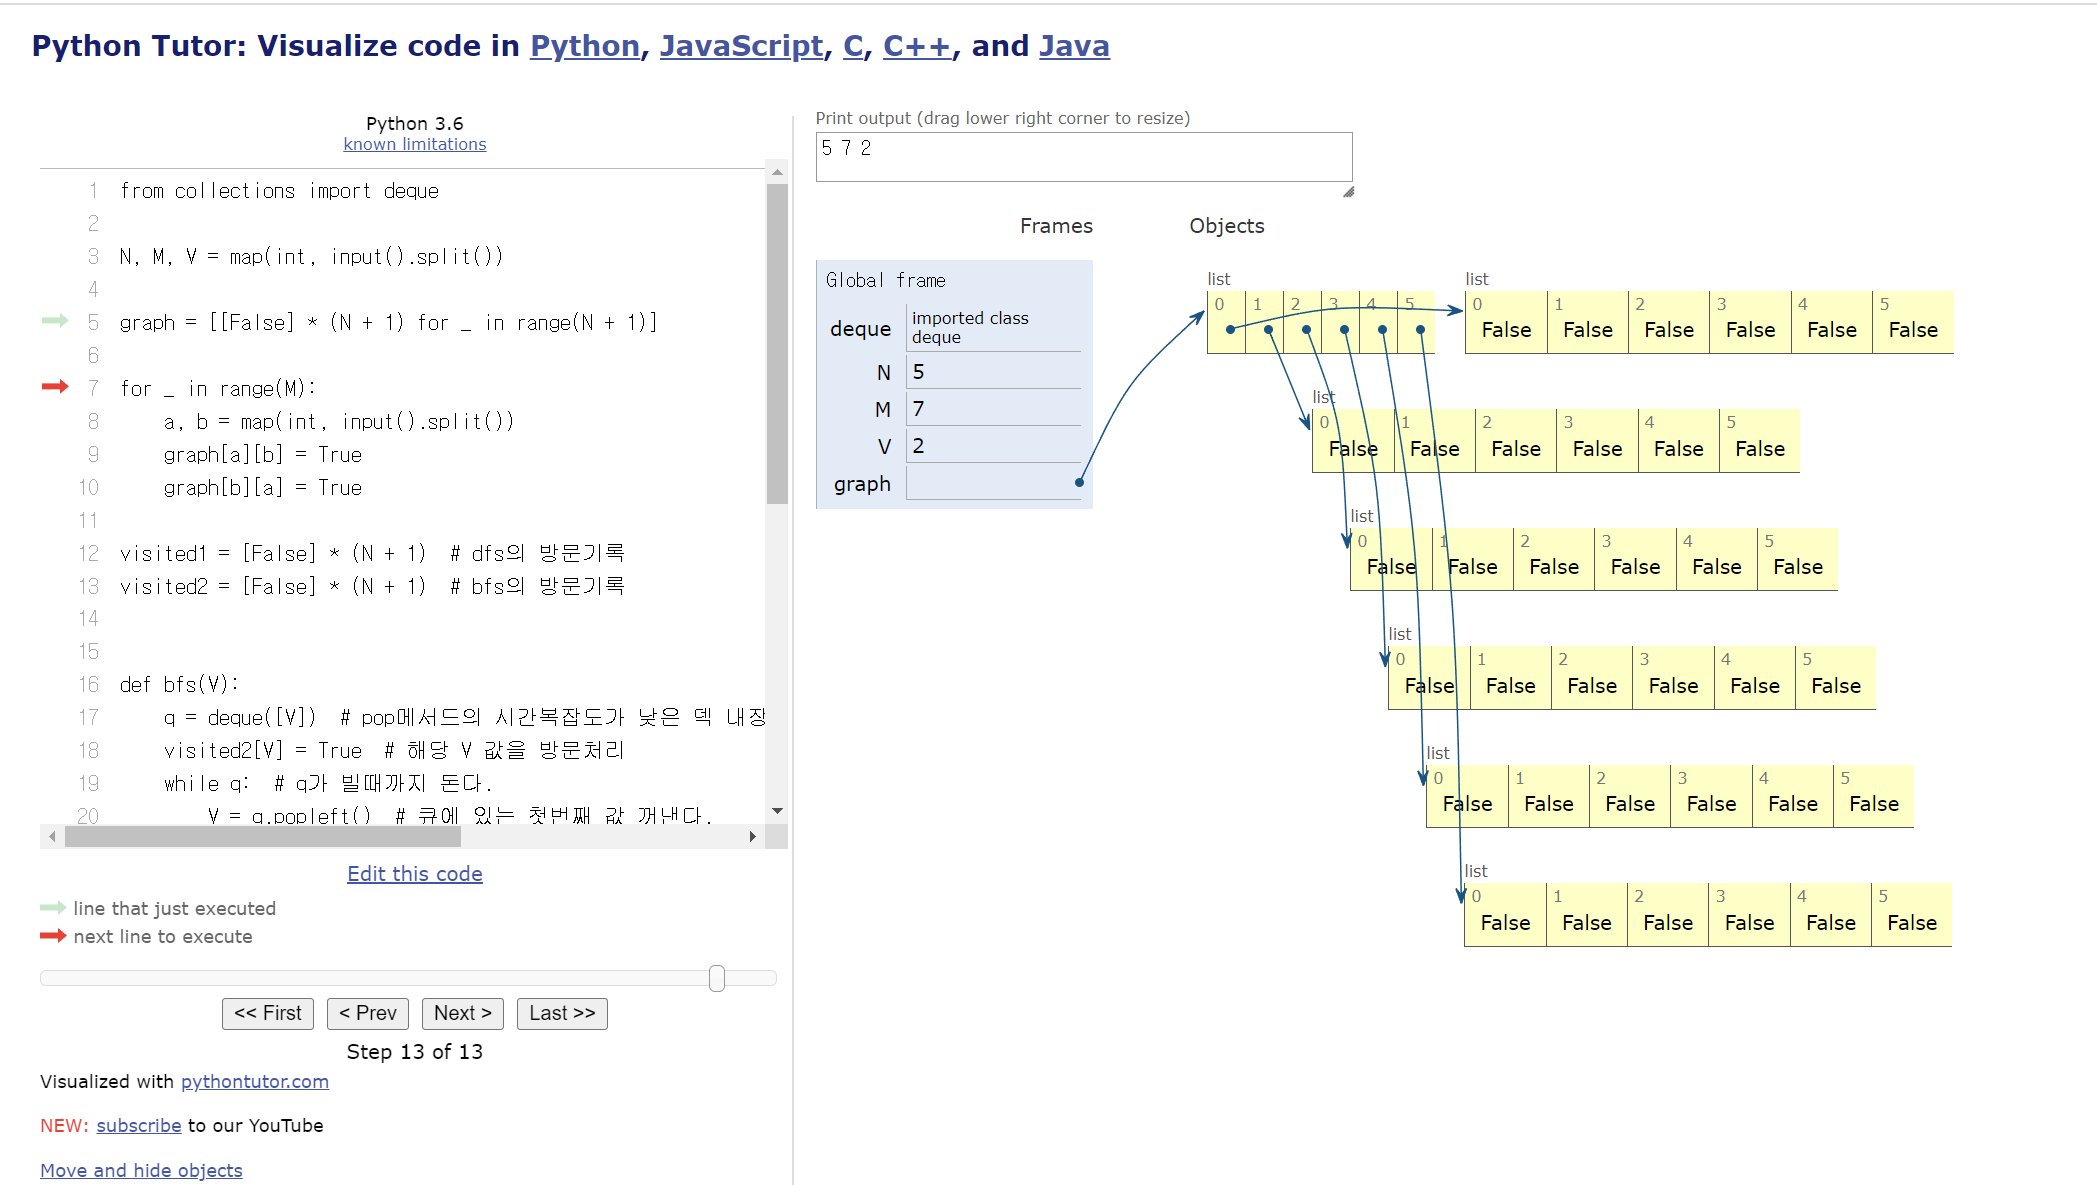 Python Tutor: Visualize code in Python, JavaScript, C, C++, and Java
Python 3.6
known limitations
1 from collections import deque
2
3 N, M, V = map(int, input().split())
4
5 graph = [[False] * (N + 1) for _ in range(N + 1)]
6
7 for _ in range(M):
8 a, b = map(int, input().split())
9 graph[a][b] = True
10 graph[b][a] = True
11
12 visited1 = [False] * (N + 1) # dfs의 방문기록
13 visited2 = [False] * (N + 1) # bfs의 방문기록
14
15
16 def bfs(V):
17 q = deque([V]) # pop메서드의 시간복잡도가 낮은 덱 내장
18 visited2[V] = True # 해당 V 값을 방문처리
19 while q: # q가 빌때까지 돈다.
20 V = q.popleft() # 큐에 있는 첫번째 값 꺼낸다.
Edit this code
line that just executed
next line to execute
<< First < Prev Next > Last >>
Step 13 of 13
Visualized with pythontutor.com
NEW: subscribe to our YouTube
Move and hide objects
Print output (drag lower right corner to resize)
5 7 2
Frames Objects
Global frame
deque imported class
deque
N 5
M 7
V 2
graph
list
0 1 2 3 4 5
list
0 1 2 3 4 5
False False False False False False
list
0 1 2 3 4 5
False False False False False False
list
0 1 2 3 4 5
False False False False False False
list
0 1 2 3 4 5
False False False False False False
list
0 1 2 3 4 5
False False False False False False
list
0 1 2 3 4 5
False False False False False False